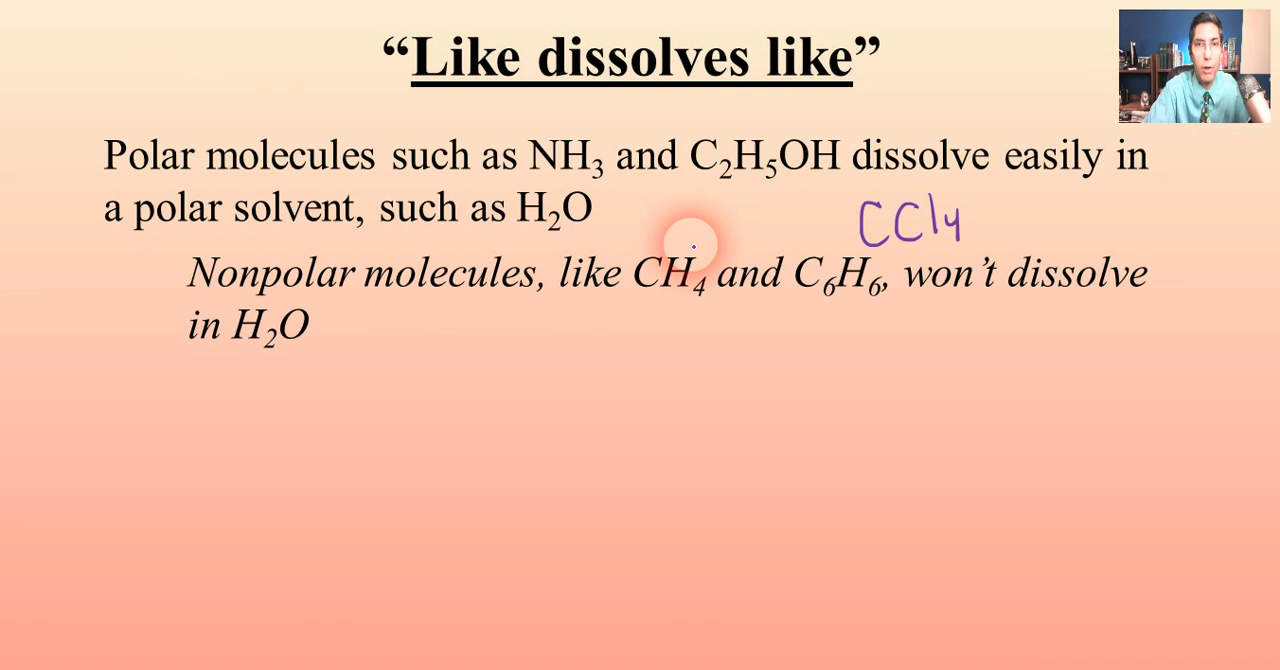 “Like dissolves like”
Polar molecules such as NH₃ and C₂H₅OH dissolve easily in
a polar solvent, such as H₂O
CCl₄
Nonpolar molecules, like CH₄ and C₆H₆, won’t dissolve
in H₂O